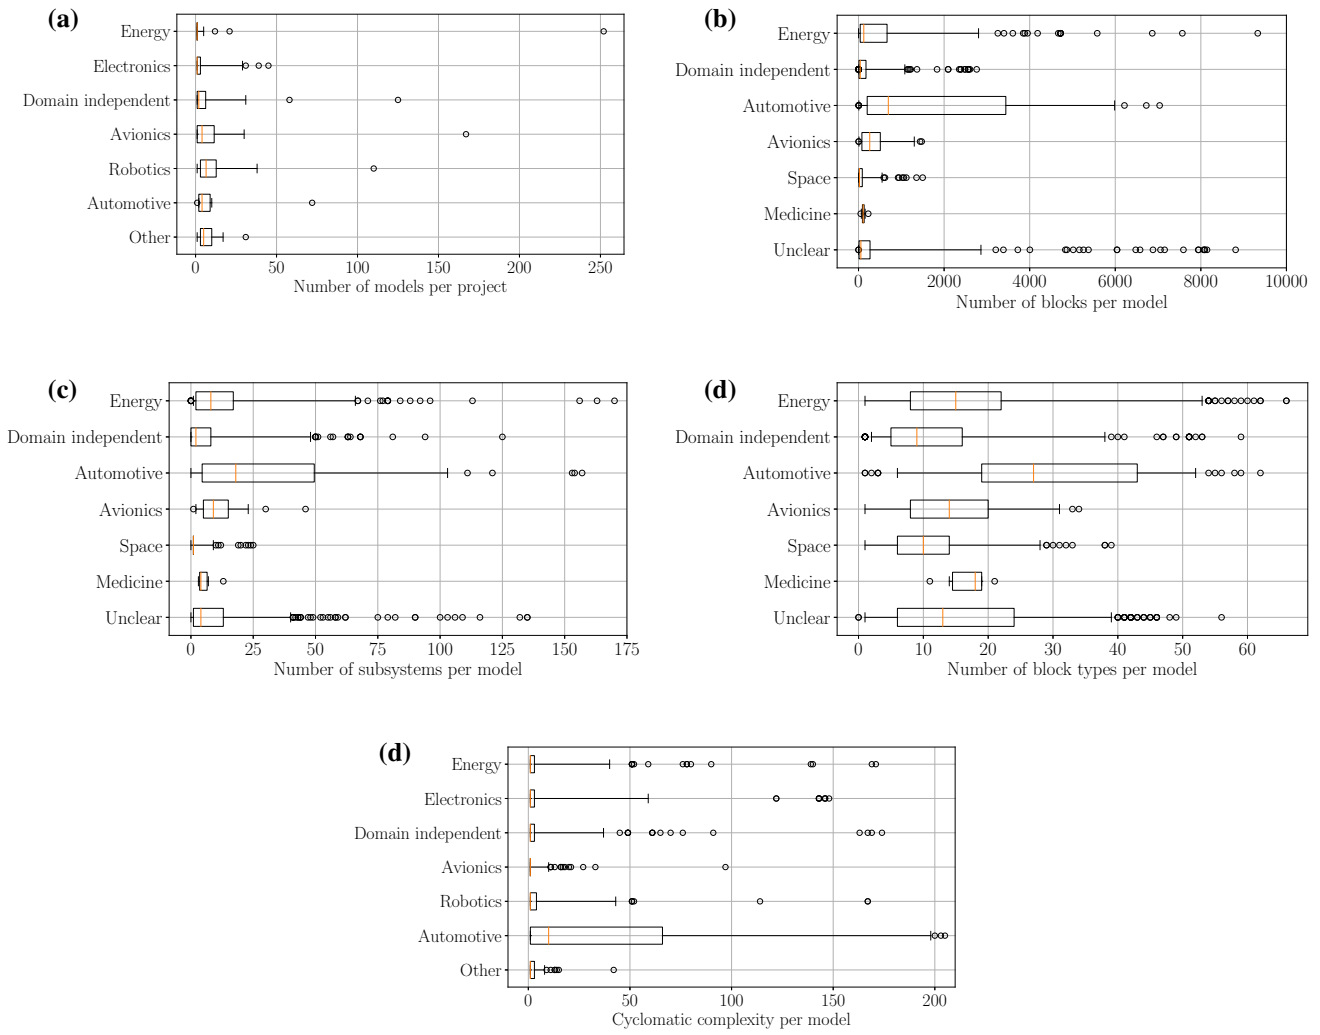 (a)
Energy
Electronics
Domain independent
Avionics
Robotics
Automotive
Other
0 50 100 150 200 250
Number of models per project
(b)
Energy
Domain independent
Automotive
Avionics
Space
Medicine
Unclear
0 2000 4000 6000 8000 10000
Number of blocks per model
(c)
Energy
Domain independent
Automotive
Avionics
Space
Medicine
Unclear
0 25 50 75 100 125 150 175
Number of subsystems per model
(d)
Energy
Domain independent
Automotive
Avionics
Space
Medicine
Unclear
0 10 20 30 40 50 60
Number of block types per model
(d)
Energy
Electronics
Domain independent
Avionics
Robotics
Automotive
Other
0 50 100 150 200
Cyclomatic complexity per model